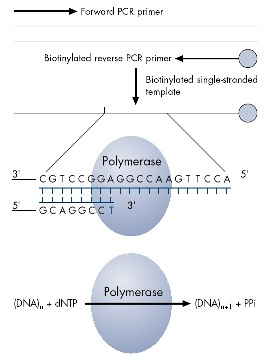 Forward PCR primer
Biotinylated reverse PCR primer
Biotinylated single-stranded
template
Polymerase
3' C G T C C G G A G G C C A A G T T C C A 5'
5' G C A G G C C T 3'
Polymerase
(DNA)n + dNTP (DNA)n+1 + PPi